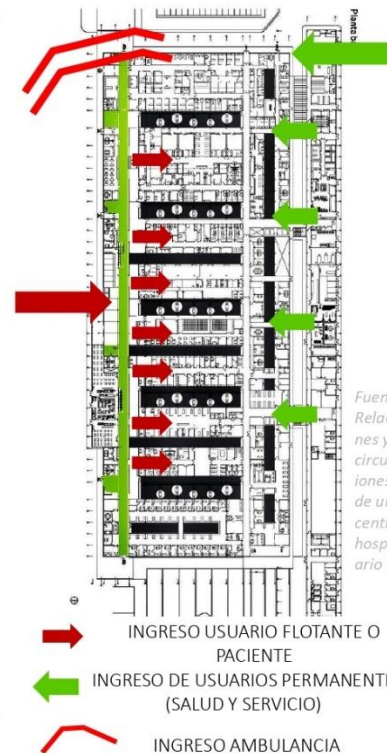 Planta b
Fuen
Rela
nes y
circu
iones
de u
cent
hosp
ario
INGRESO USUARIO FLOTANTE O
PACIENTE
INGRESO DE USUARIOS PERMANENTE
(SALUD Y SERVICIO)
INGRESO AMBULANCIA